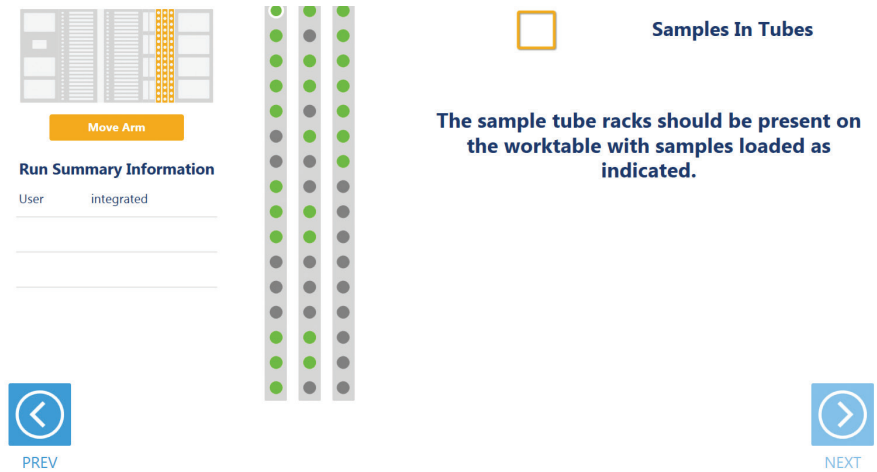 Move Arm
Run Summary Information
User integrated
Samples In Tubes
The sample tube racks should be present on
the worktable with samples loaded as
indicated.
PREV
NEXT